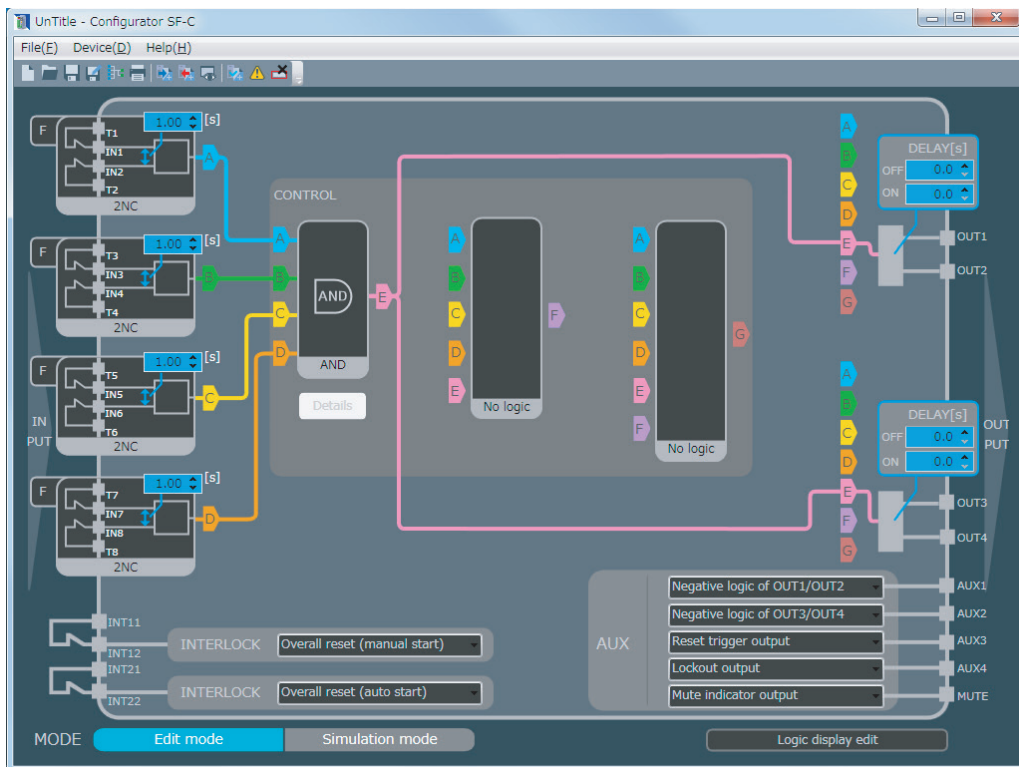 UnTitle - Configurator SF-C
File(F) Device(D) Help(H)
F
1.00 [s]
T1
IN1
IN2
T2
2NC
A
F
1.00 [s]
T3
IN3
IN4
T4
2NC
B
F
1.00 [s]
T5
IN5
IN6
T6
2NC
C
F
1.00 [s]
T7
IN7
IN8
T8
2NC
D
IN
PUT
CONTROL
A
B
C
D
AND
AND
E
Details
A
B
C
D
E
No logic
F
A
B
C
D
E
F
No logic
G
A
B
C
D
E
F
G
DELAY[s]
OFF 0.0
ON 0.0
OUT1
OUT2
A
B
C
D
E
F
G
DELAY[s]
OFF 0.0
ON 0.0
OUT3
OUT4
OUT
PUT
INT11
INT12
INTERLOCK Overall reset (manual start)
INT21
INT22
INTERLOCK Overall reset (auto start)
AUX
Negative logic of OUT1/OUT2 AUX1
Negative logic of OUT3/OUT4 AUX2
Reset trigger output AUX3
Lockout output AUX4
Mute indicator output MUTE
MODE Edit mode Simulation mode Logic display edit